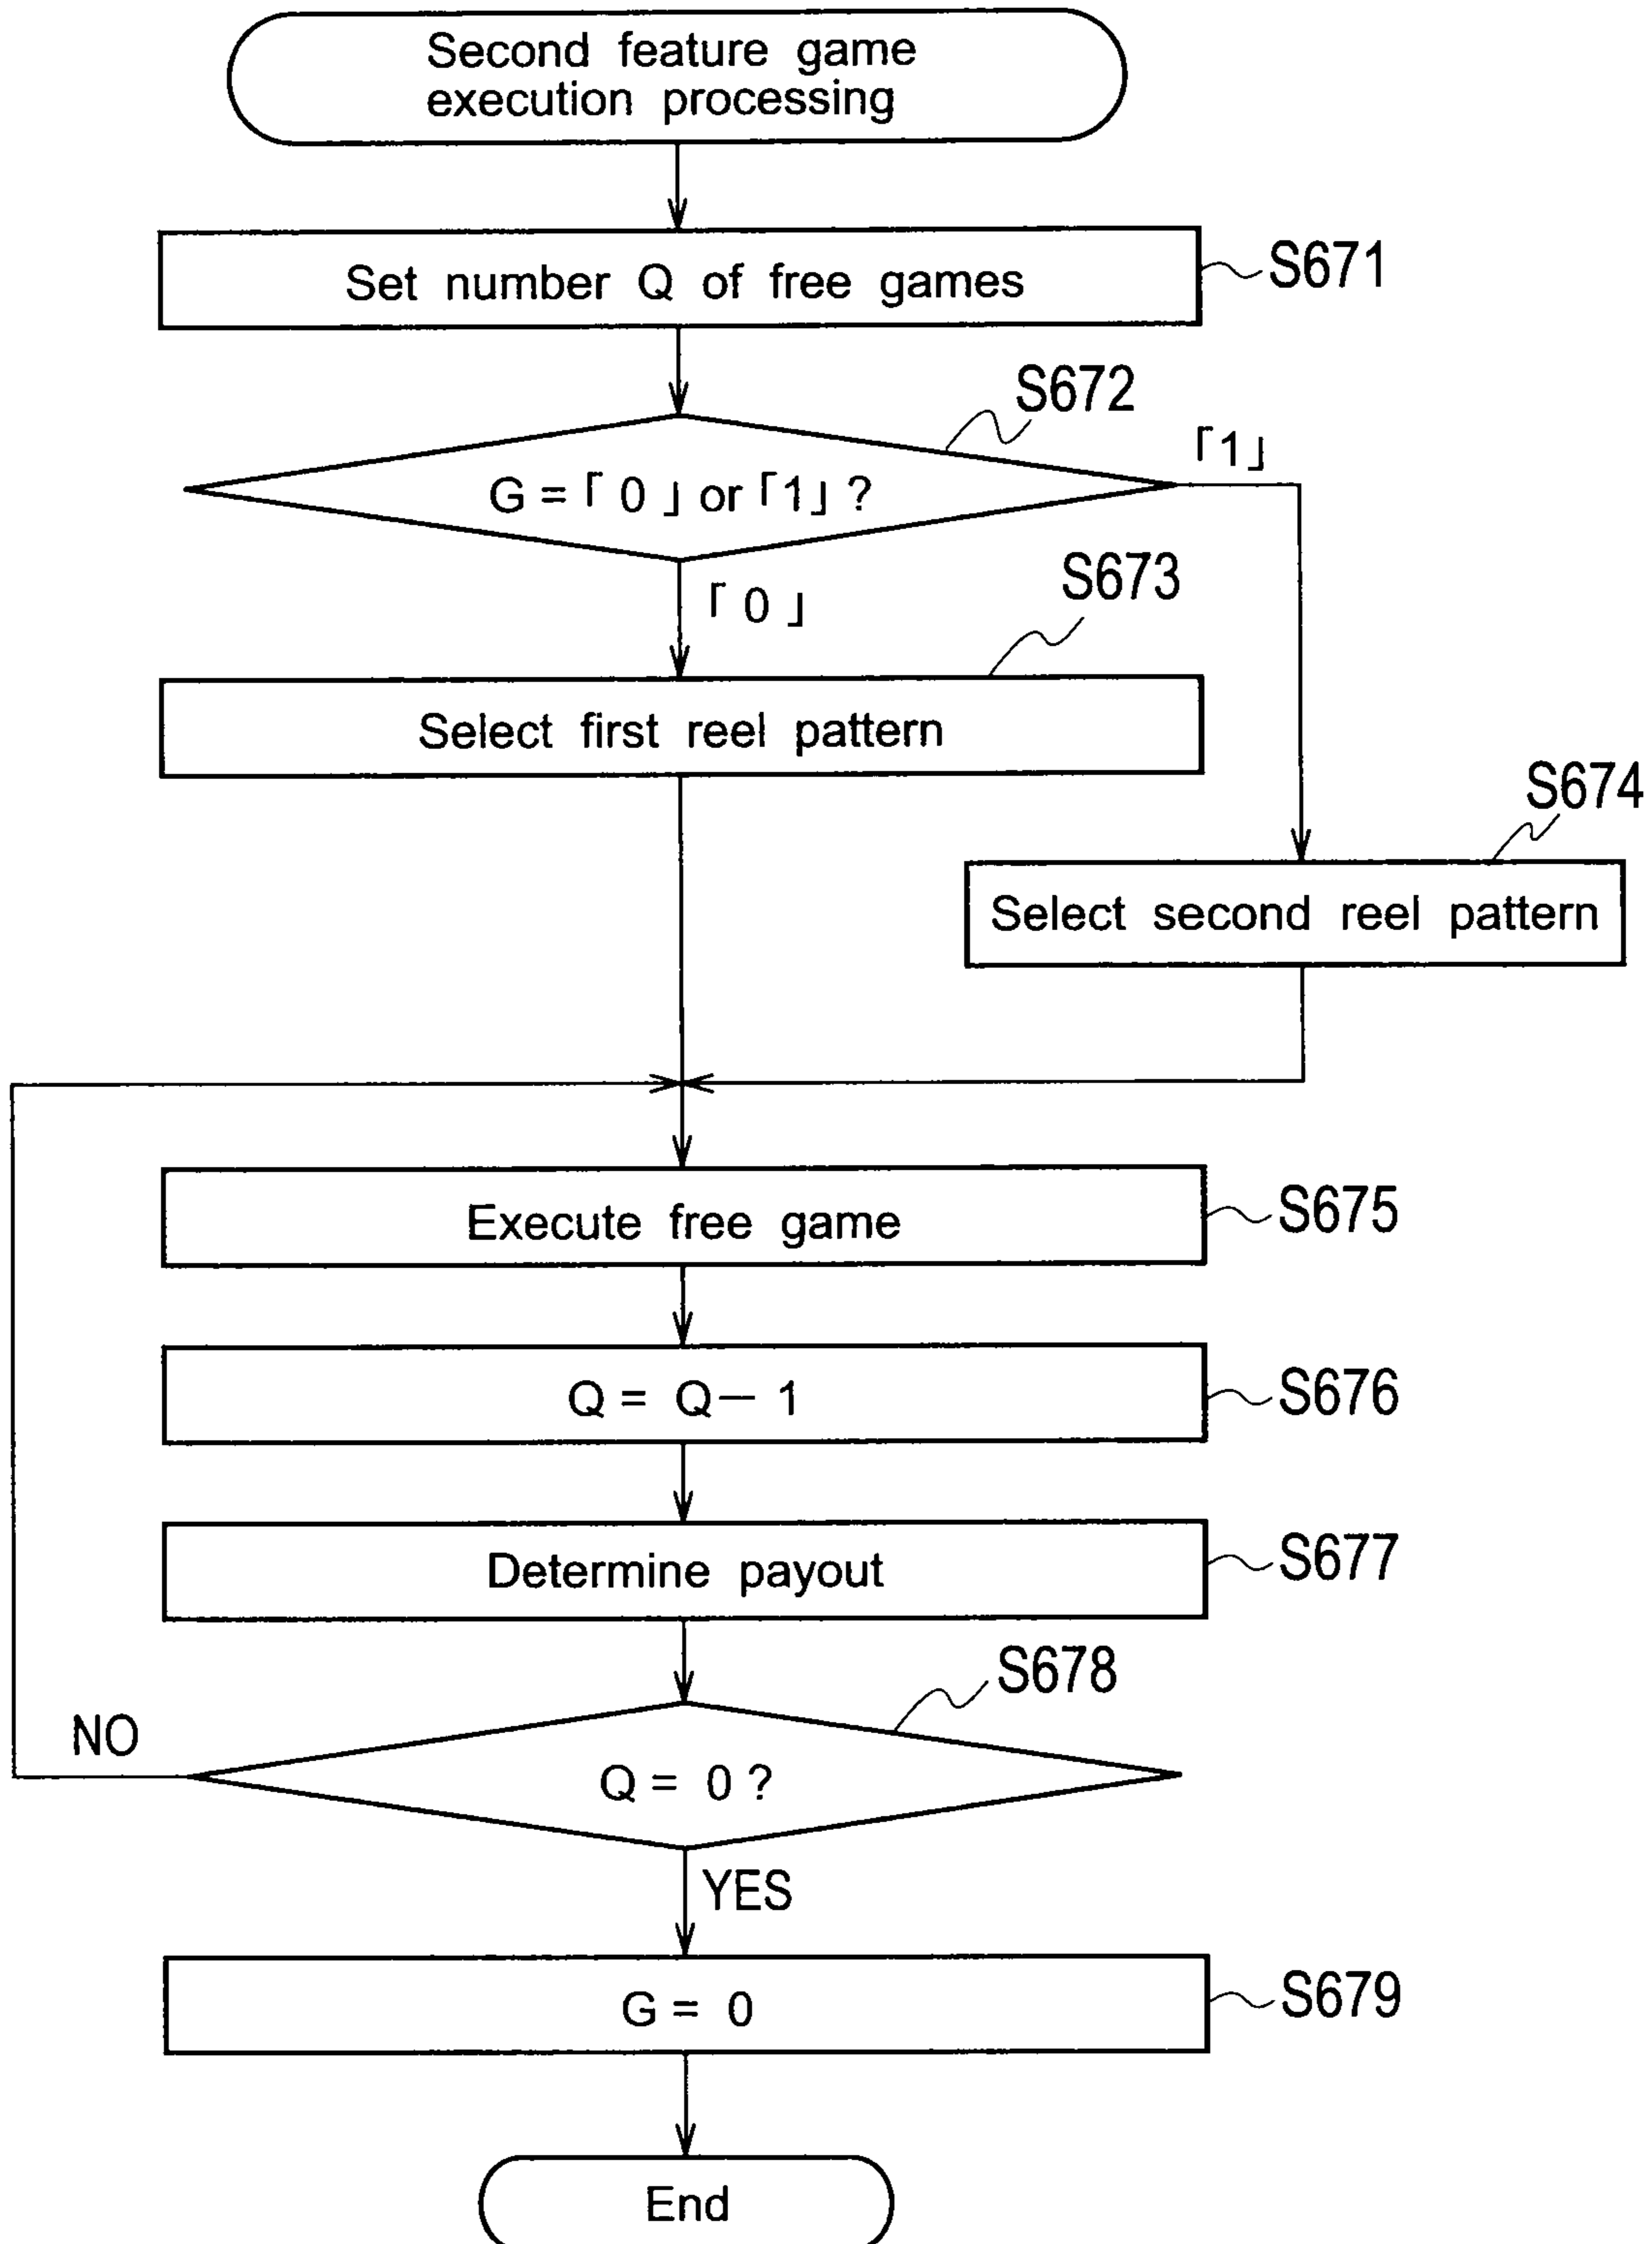 Second feature game
execution processing
Set number Q of free games
S671
S672
G = ｢ 0 ｣ or ｢1｣ ?
｢1｣
｢ 0 ｣
S673
Select first reel pattern
S674
Select second reel pattern
Execute free game
S675
Q = Q－ 1
S676
Determine payout
S677
S678
NO
Q = 0 ?
YES
G = 0
S679
End